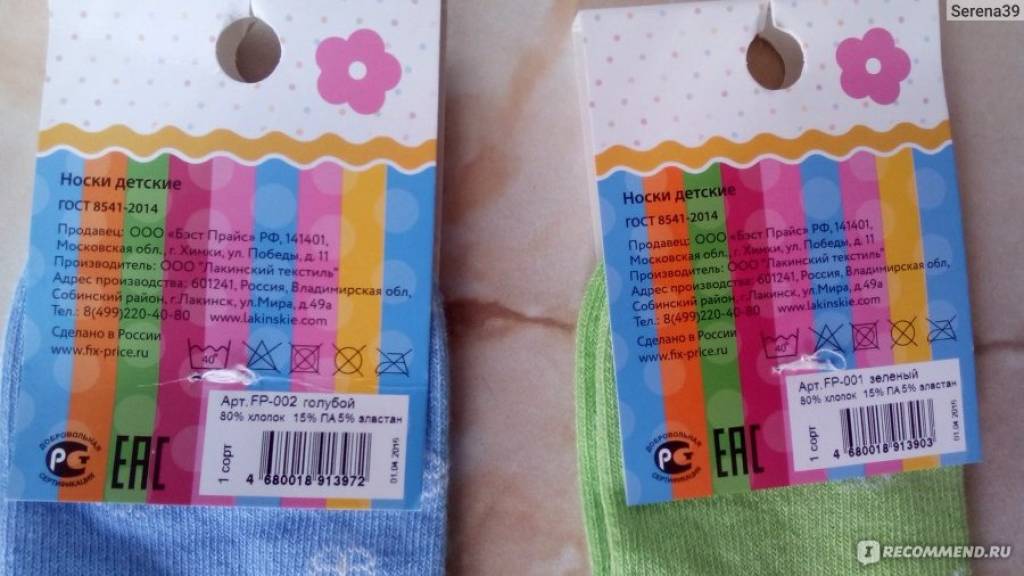 Serena39
Носки детские
ГОСТ 8541-2014
Продавец: ООО «Бэст Прайс» РФ, 141401,
Московская обл., г. Химки, ул. Победы, д. 11
Производитель: ООО "Лакинский текстиль"
Адрес производства: 601241, Россия, Владимирская обл,
Собинский район, г.Лакинск, ул.Мира, д.49а
Тел.: 8(499)220-40-80 www.lakinskie.com
Сделано в России
www.fix-price.ru
40°
Арт.FP-002 голубой
80% хлопок 15% ПА 5% эластан
1 сорт
01.04.2016
4 680018 913972
ДОБРОВОЛЬНАЯ
РСТ
СЕРТИФИКАЦИЯ
ЕАС
Носки детские
ГОСТ 8541-2014
Продавец: ООО «Бэст Прайс» РФ, 141401,
Московская обл., г. Химки, ул. Победы, д. 11
Производитель: ООО "Лакинский текстиль"
Адрес производства: 601241, Россия, Владимирская обл,
Собинский район, г.Лакинск, ул.Мира, д.49а
Тел.: 8(499)220-40-80 www.lakinskie.com
Сделано в России
www.fix-price.ru
40°
Арт.FP-001 зеленый
80% хлопок 15% ПА 5% эластан
1 сорт
01.04.2016
4 680018 913903
ДОБРОВОЛЬНАЯ
РСТ
СЕРТИФИКАЦИЯ
ЕАС
IRECOMMEND.RU